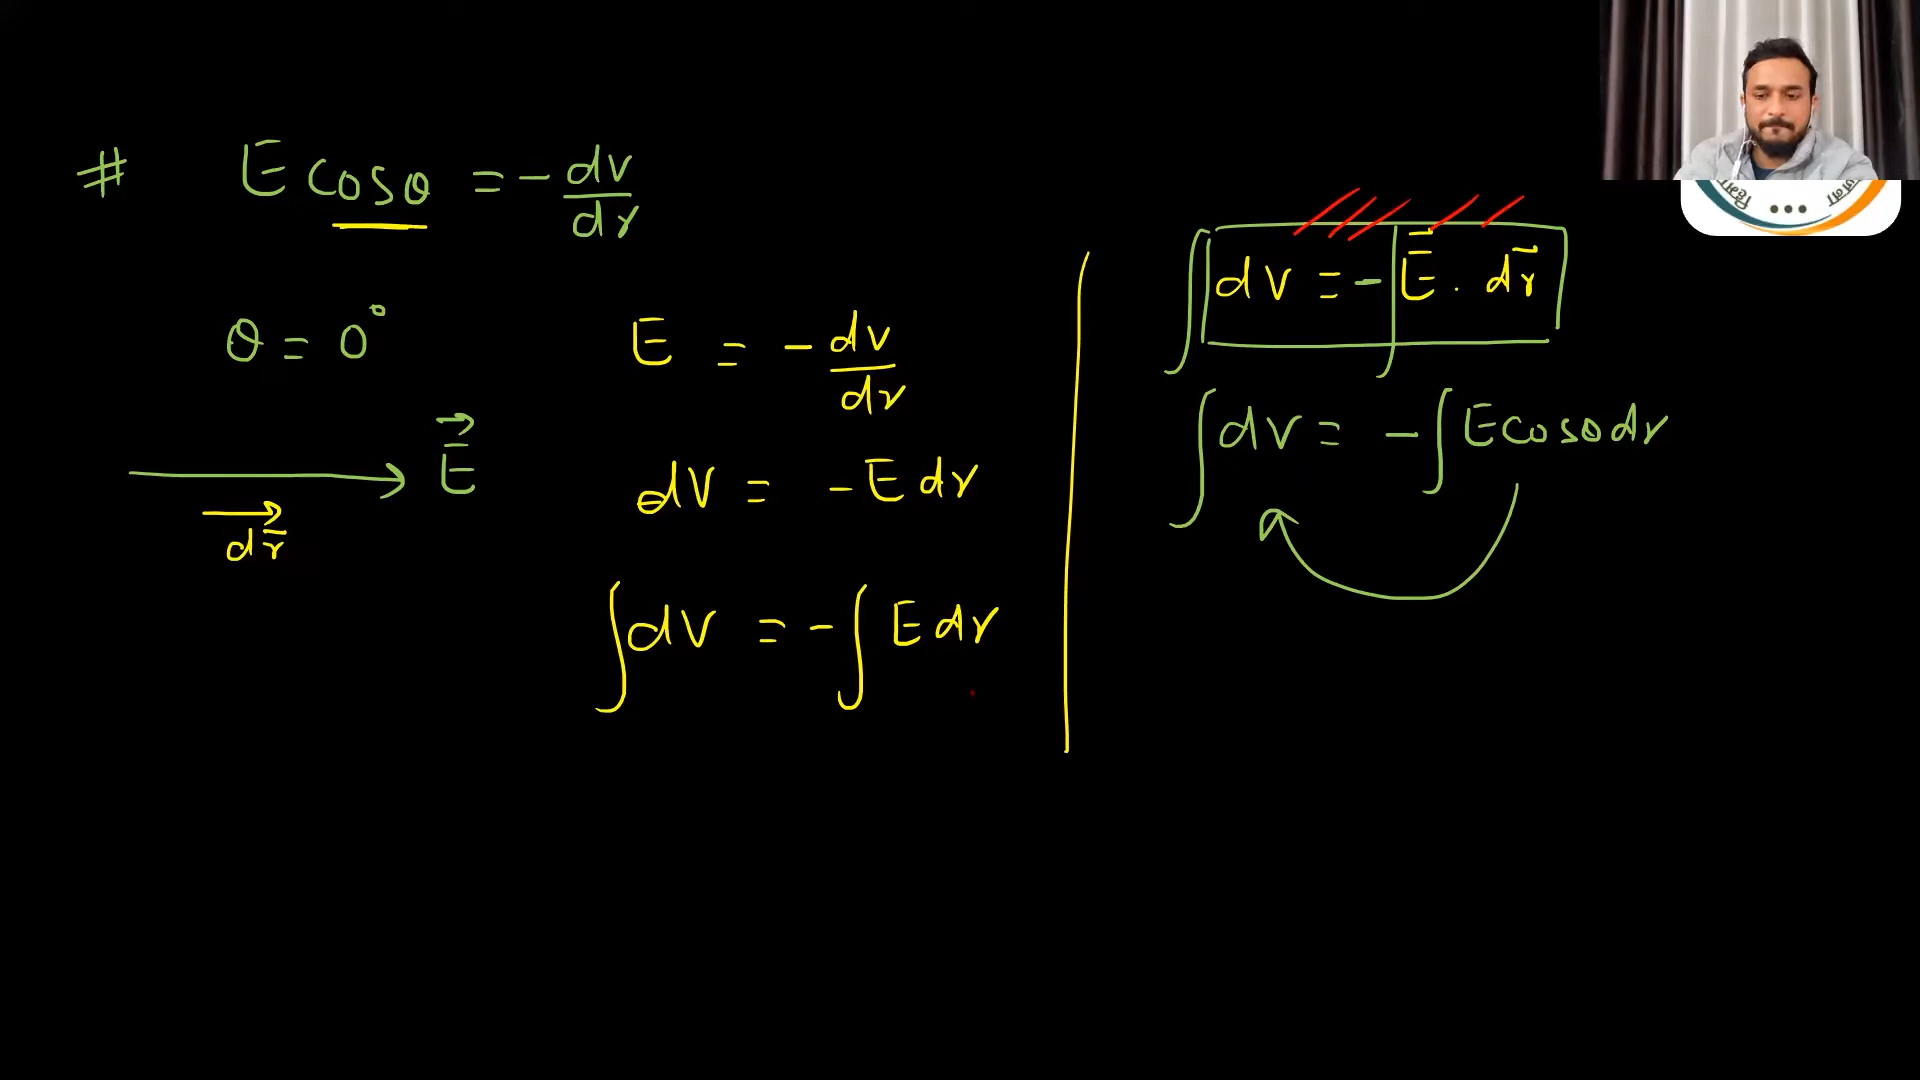 # E cosθ = - dv/dr
θ = 0°
E = - dv/dr
E⃗
dr⃗
dV = - E dr
∫dV = - ∫ E dr
∫ dV = - ∫ E⃗ . dr⃗
∫ dV = - ∫ E cosθ dr